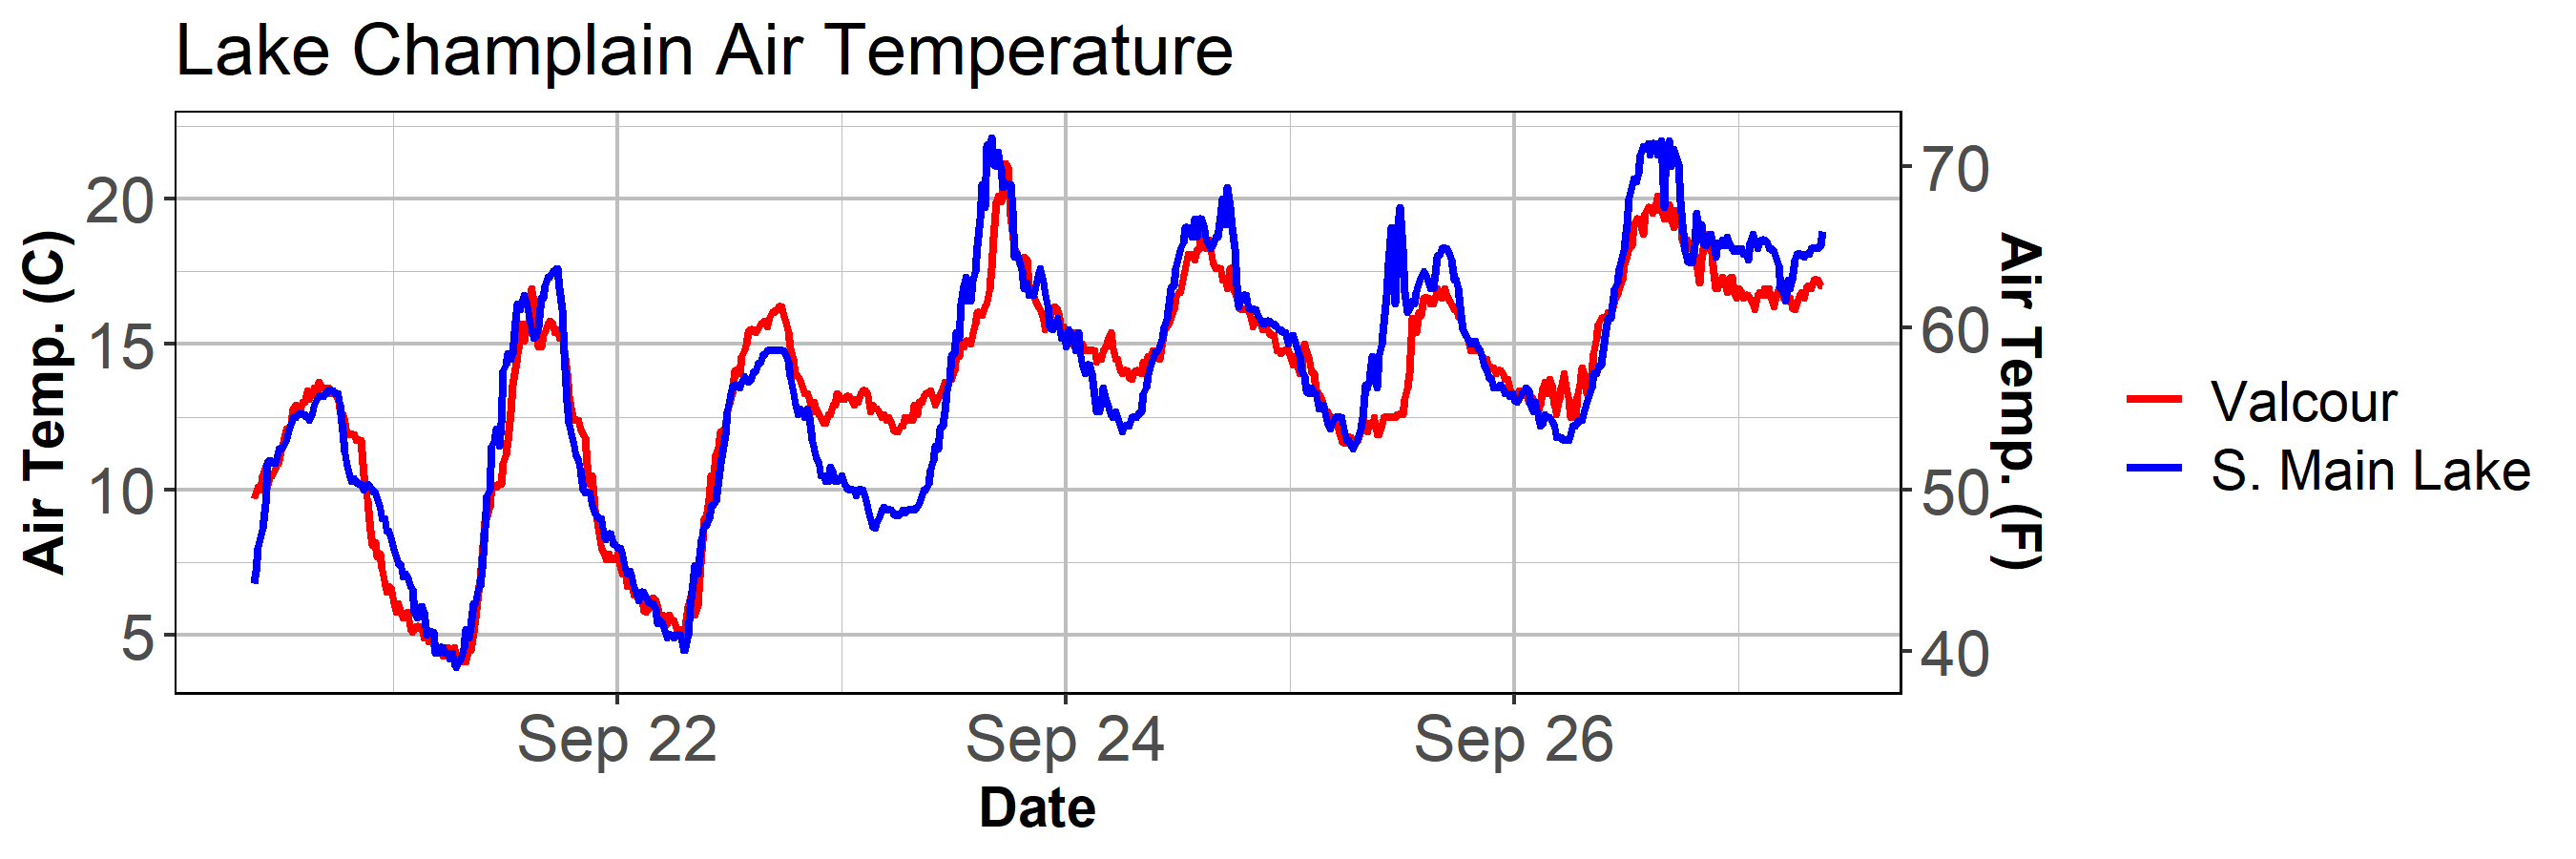 Lake Champlain Air Temperature
Air Temp. (C)
20
15
10
5
70
60
50
40
Air Temp. (F)
Sep 22
Sep 24
Sep 26
Date
Valcour
S. Main Lake